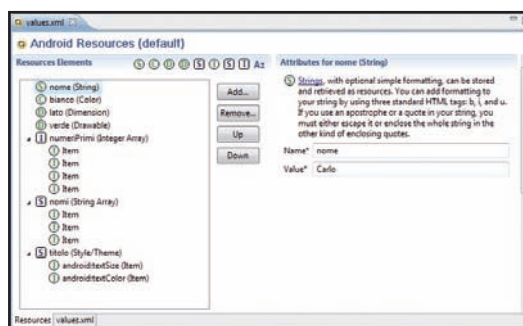 values.xml
Android Resources (default)
Resources Elements
S C D D S I S I Az
nome (String)
bianco (Color)
lato (Dimension)
verde (Drawable)
numeriPrimi (Integer Array)
Item
Item
Item
Item
nomi (String Array)
Item
Item
Item
titolo (Style/Theme)
android:textSize (Item)
android:textColor (Item)
Add...
Remove...
Up
Down
Attributes for nome (String)
Strings, with optional simple formatting, can be stored
and retrieved as resources. You can add formatting to
your string by using three standard HTML tags: b, i, and u.
If you use an apostrophe or a quote in your string, you
must either escape it or enclose the whole string in the
other kind of enclosing quotes.
Name* nome
Value* Carlo
Resources values.xml